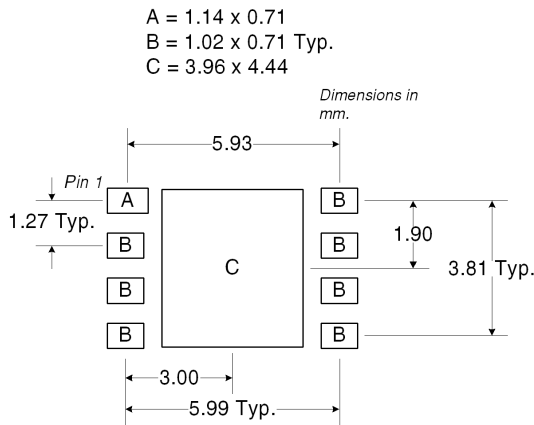 A = 1.14 x 0.71
B = 1.02 x 0.71 Typ.
C = 3.96 x 4.44
Dimensions in
mm.
5.93
Pin 1
A
B
1.27 Typ.
1.90
B
B
C
3.81 Typ.
B
B
B
B
3.00
5.99 Typ.